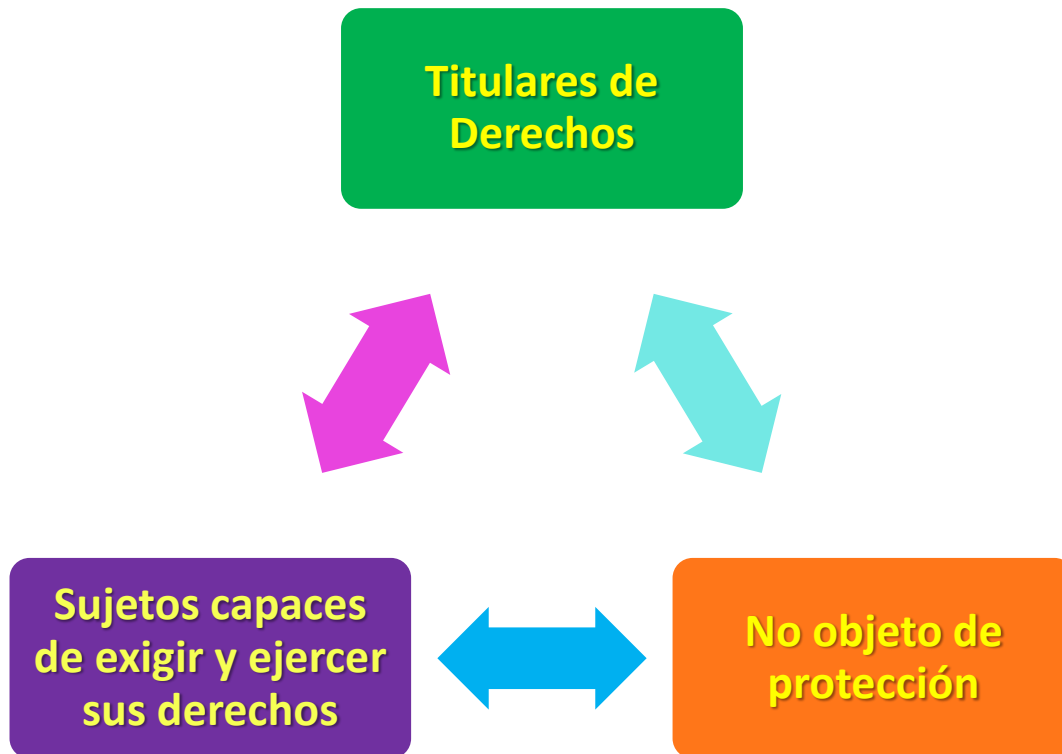 Titulares de
Derechos
Sujetos capaces
de exigir y ejercer
sus derechos
No objeto de
protección